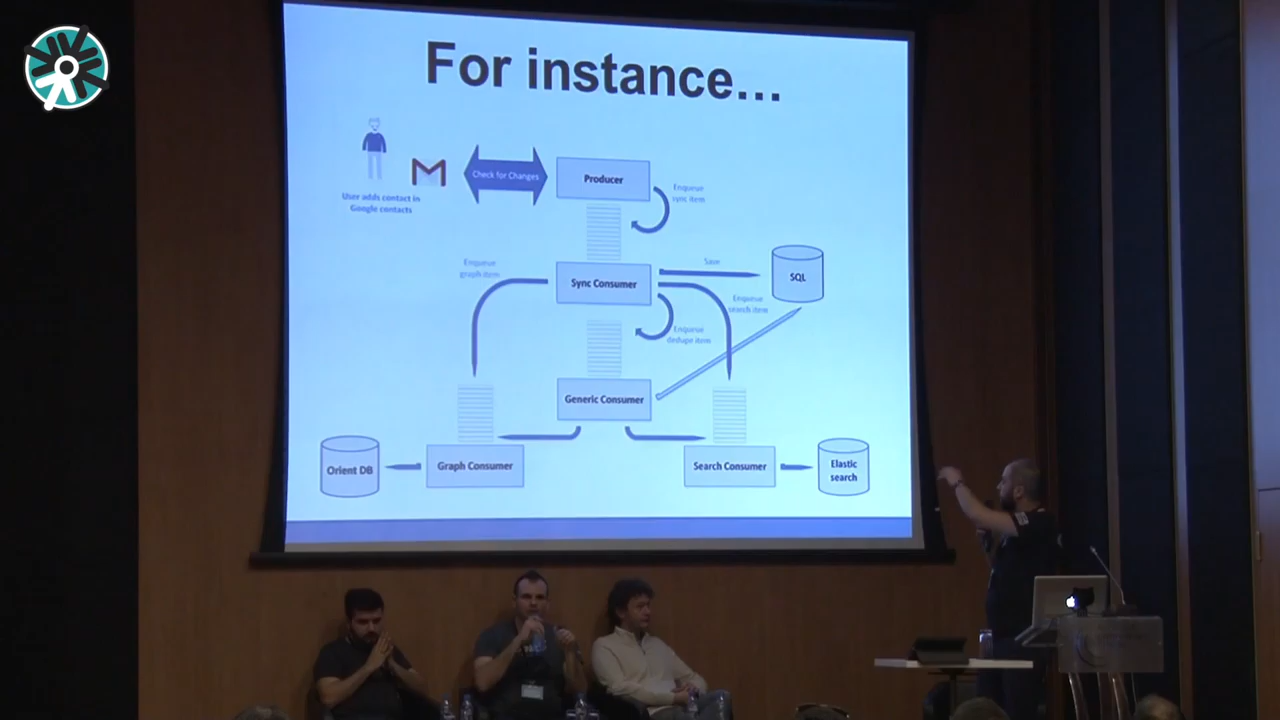 For instance...
User adds contact in
Google contacts
Check for Changes
Producer
Enqueue
sync item
Enqueue
graph item
Sync Consumer
Save
SQL
Enqueue
search item
Enqueue
dedupe item
Generic Consumer
Orient DB
Graph Consumer
Search Consumer
Elastic
search